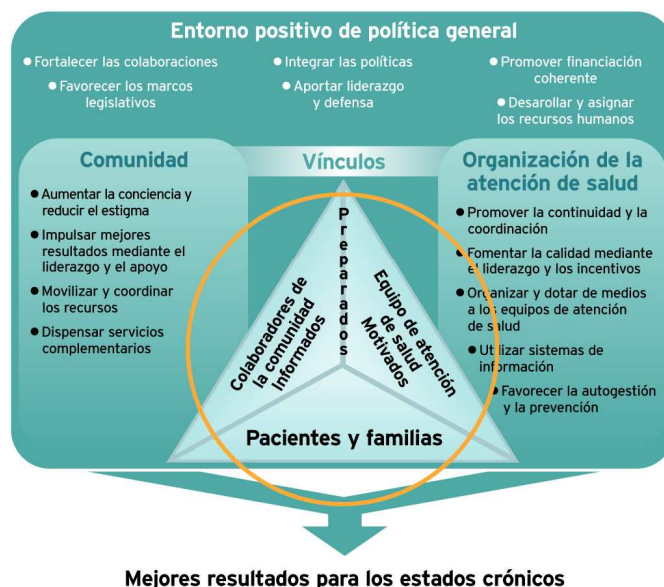 Entorno positivo de política general
● Fortalecer las colaboraciones
● Favorecer los marcos
legislativos
● Integrar las políticas
● Aportar liderazgo
y defensa
● Promover financiación
coherente
● Desarollar y asignar
los recursos humanos
Comunidad
● Aumentar la conciencia y
reducir el estigma
● Impulsar mejores
resultados mediante el
liderazgo y el apoyo
● Movilizar y coordinar
los recursos
● Dispensar servicios
complementarios
Vínculos
Preparados
Colaboradores de
la comunidad
Informados
Equipo de atención
de salud
Motivados
Pacientes y familias
Organización de la
atención de salud
● Promover la continuidad y la
coordinación
● Fomentar la calidad mediante
el liderazgo y los incentivos
● Organizar y dotar de medios
a los equipos de atención
de salud
● Utilizar sistemas de
información
● Favorecer la autogestión
y la prevención
Mejores resultados para los estados crónicos